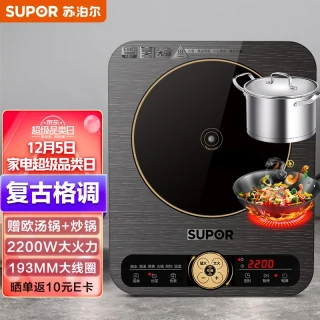 SUPOR 苏泊尔
京东
超级品类日
12月5日
家电超级品类日
复古格调
赠欧汤锅+炒锅
2200W大火力
193MM大线圈
晒单返10元E卡
SUPOR
2200